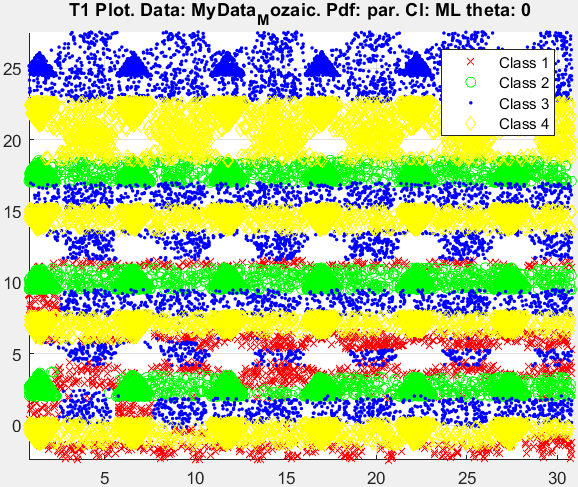 T1 Plot. Data: MyData_Mozaic. Pdf: par. Cl: ML theta: 0
25
20
15
10
5
0
5
10
15
20
25
30
Class 1
Class 2
Class 3
Class 4